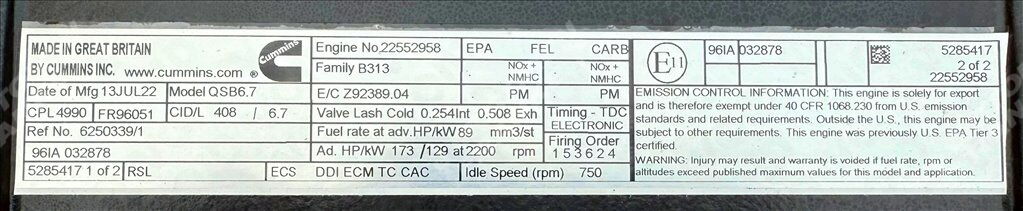 MADE IN GREAT BRITAIN
BY CUMMINS INC. www.cummins.com ® Cummins
Date of Mfg 13JUL22 Model QSB6.7
CPL 4990 FR96051 CID/L 408 / 6.7
Ref No. 6250339/1
96IA 032878
5285417 1 of 2 RSL ECS DDI ECM TC CAC Idle Speed (rpm) 750
Engine No. 22552958 EPA FEL CARB
Family B313 NOx + NMHC NOx + NMHC
E/C Z92389.04 PM PM
Valve Lash Cold 0.254Int 0.508 Exh Timing - TDC
ELECTRONIC
Fuel rate at adv.HP/kW 89 mm3/st
Firing Order
1 5 3 6 2 4
Ad. HP/kW 173 / 129 at 2200 rpm
E11 96IA 032878 5285417
2 of 2
22552958
EMISSION CONTROL INFORMATION: This engine is solely for export
and is therefore exempt under 40 CFR 1068.230 from U.S. emission
standards and related requirements. Outside the U.S., this engine may be
subject to other requirements. This engine was previously U.S. EPA Tier 3
certified.
WARNING: Injury may result and warranty is voided if fuel rate, rpm or
altitudes exceed published maximum values for this model and application.